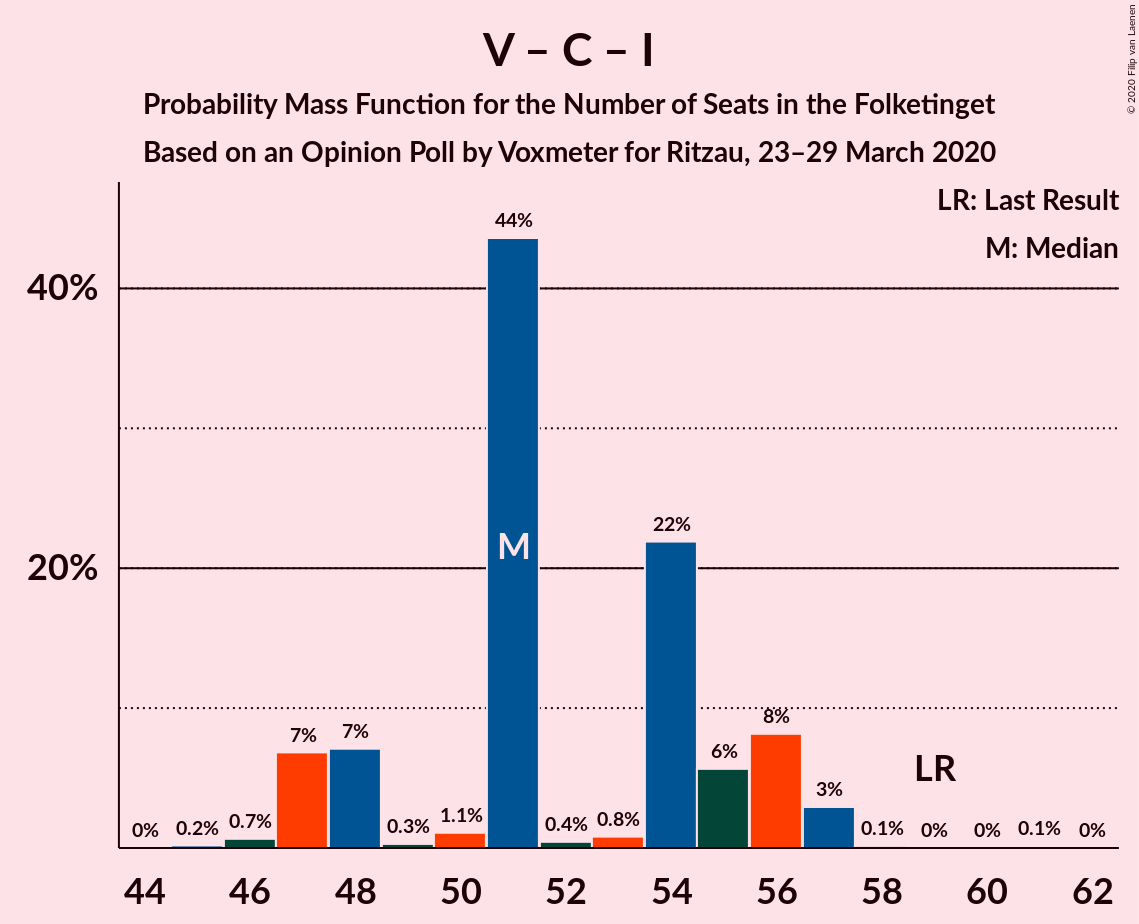 V – C – I
Probability Mass Function for the Number of Seats in the Folketinget
Based on an Opinion Poll by Voxmeter for Ritzau, 23–29 March 2020
© 2020 Filip van Laenen
LR: Last Result
M: Median
40%
20%
0%
0.2%
0.7%
7%
7%
0.3%
1.1%
44%
M
0.4%
0.8%
22%
6%
8%
3%
0.1%
LR
0%
0%
0.1%
0%
44 46 48 50 52 54 56 58 60 62